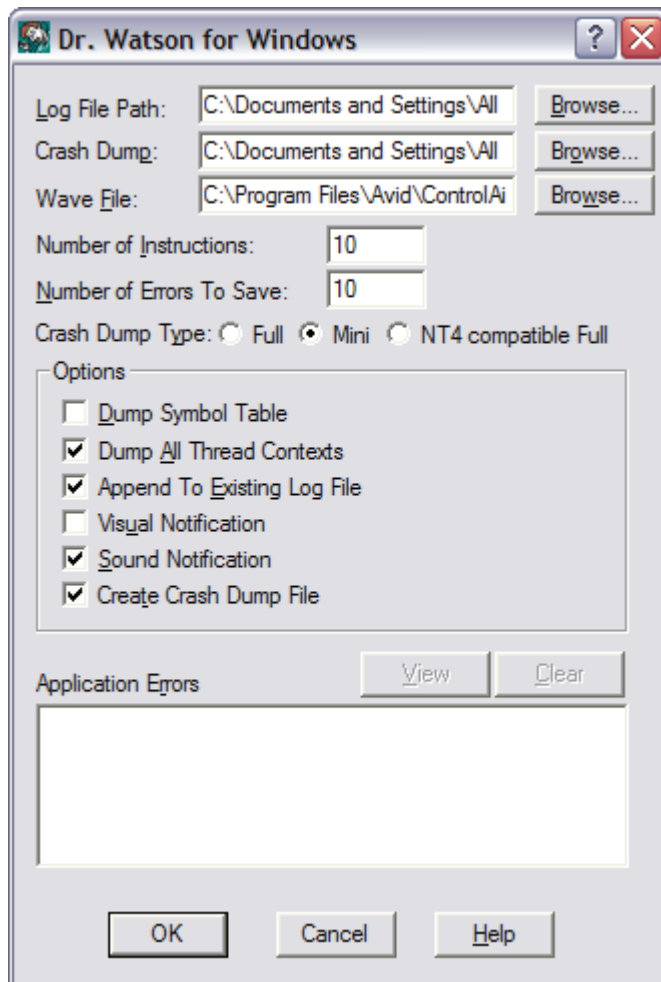 Dr. Watson for Windows
Log File Path: C:\Documents and Settings\All Browse...
Crash Dump: C:\Documents and Settings\All Browse...
Wave File: C:\Program Files\Avid\ControlAi Browse...
Number of Instructions: 10
Number of Errors To Save: 10
Crash Dump Type: Full Mini NT4 compatible Full
Options
Dump Symbol Table
Dump All Thread Contexts
Append To Existing Log File
Visual Notification
Sound Notification
Create Crash Dump File
Application Errors View Clear
OK Cancel Help